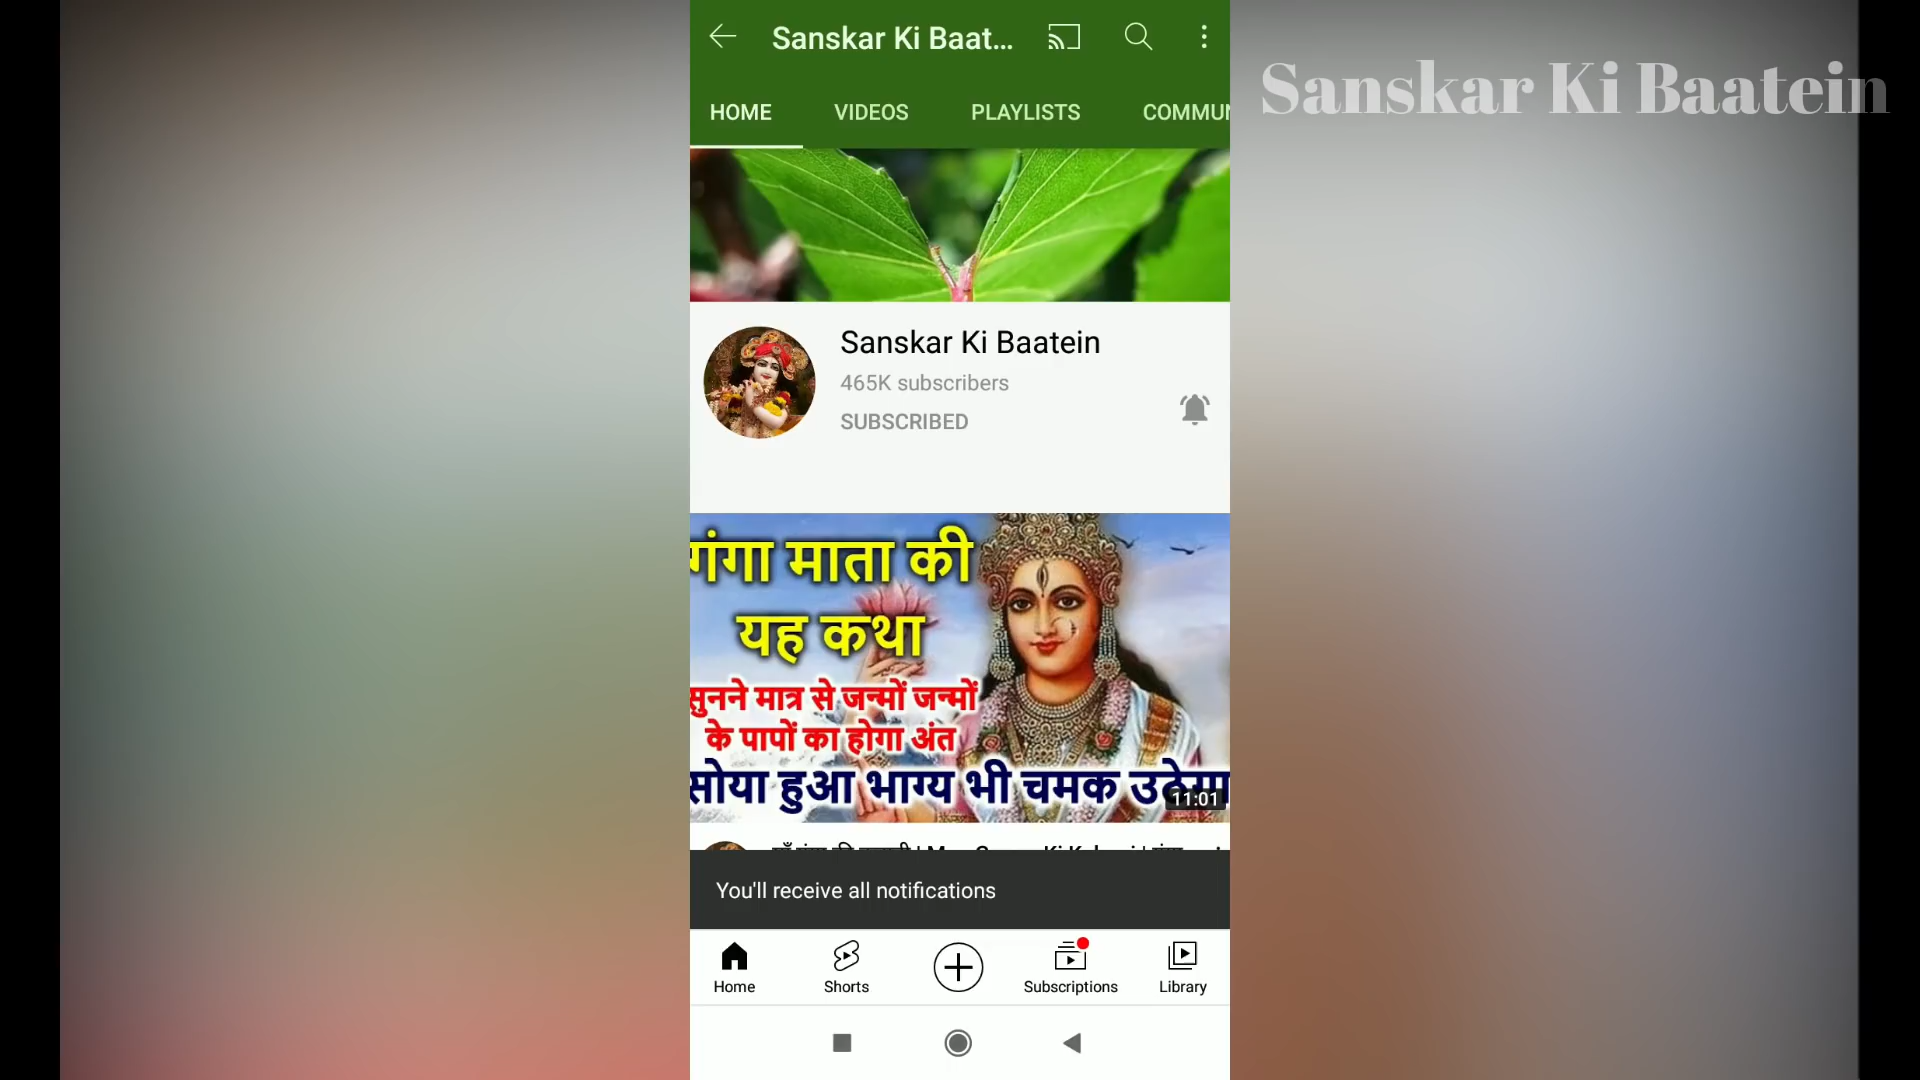 Sanskar Ki Baat...
Sanskar Ki Baatein
HOME VIDEOS PLAYLISTS COMMUN
Sanskar Ki Baatein
465K subscribers
SUBSCRIBED
गंगा माता की
यह कथा
सुनने मात्र से जन्मों जन्मों
के पापों का होगा अंत
सोया हुआ भाग्य भी चमक उठेगा
11:01
You'll receive all notifications
Home Shorts Subscriptions Library